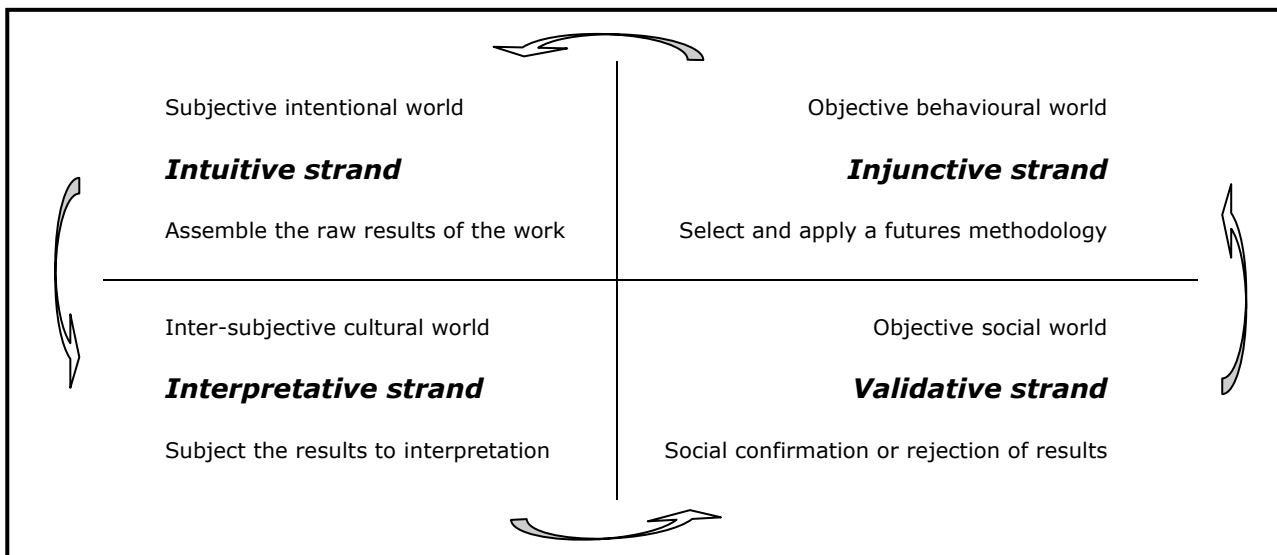 Subjective intentional world
Intuitive strand
Assemble the raw results of the work
Objective behavioural world
Injunctive strand
Select and apply a futures methodology
Inter-subjective cultural world
Interpretative strand
Subject the results to interpretation
Objective social world
Validative strand
Social confirmation or rejection of results